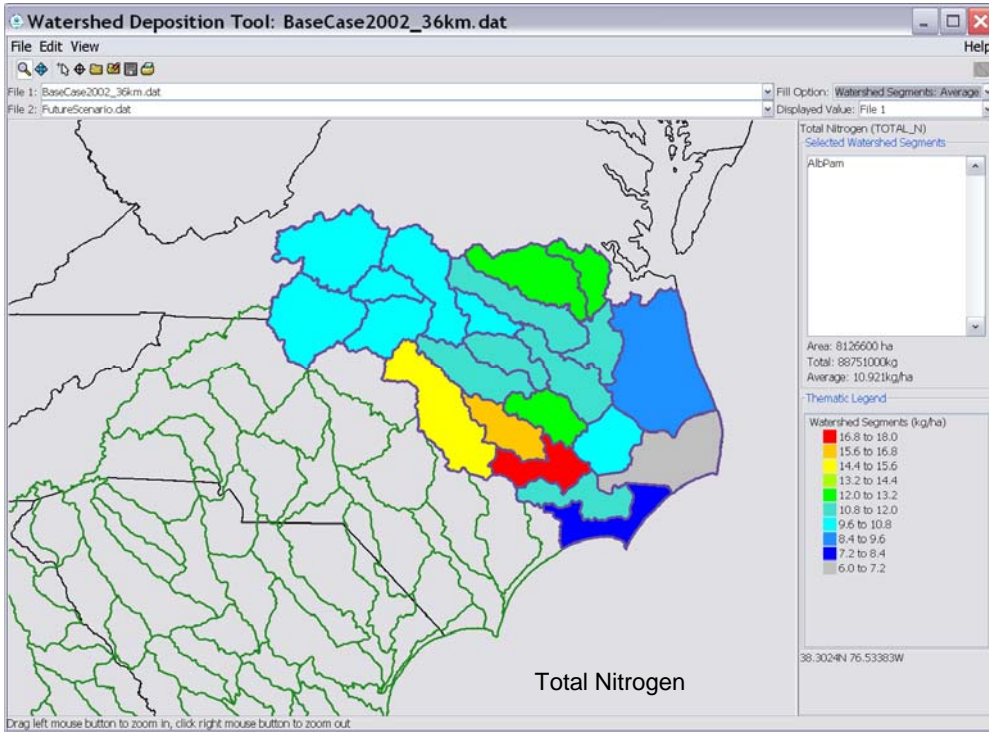 Watershed Deposition Tool: BaseCase2002_36km.dat
File Edit View Help
File 1: BaseCase2002_36km.dat Fill Option: Watershed Segments: Average
File 2: FutureScenario.dat Displayed Value: File 1
Total Nitrogen (TOTAL_N)
Selected Watershed Segments
AlbPam
Area: 8126600 ha
Total: 88751000kg
Average: 10.921kg/ha
Thematic Legend
Watershed Segments (kg/ha)
16.8 to 18.0
15.6 to 16.8
14.4 to 15.6
13.2 to 14.4
12.0 to 13.2
10.8 to 12.0
9.6 to 10.8
8.4 to 9.6
7.2 to 8.4
6.0 to 7.2
38.3024N 76.53383W
Total Nitrogen
Drag left mouse button to zoom in, click right mouse button to zoom out